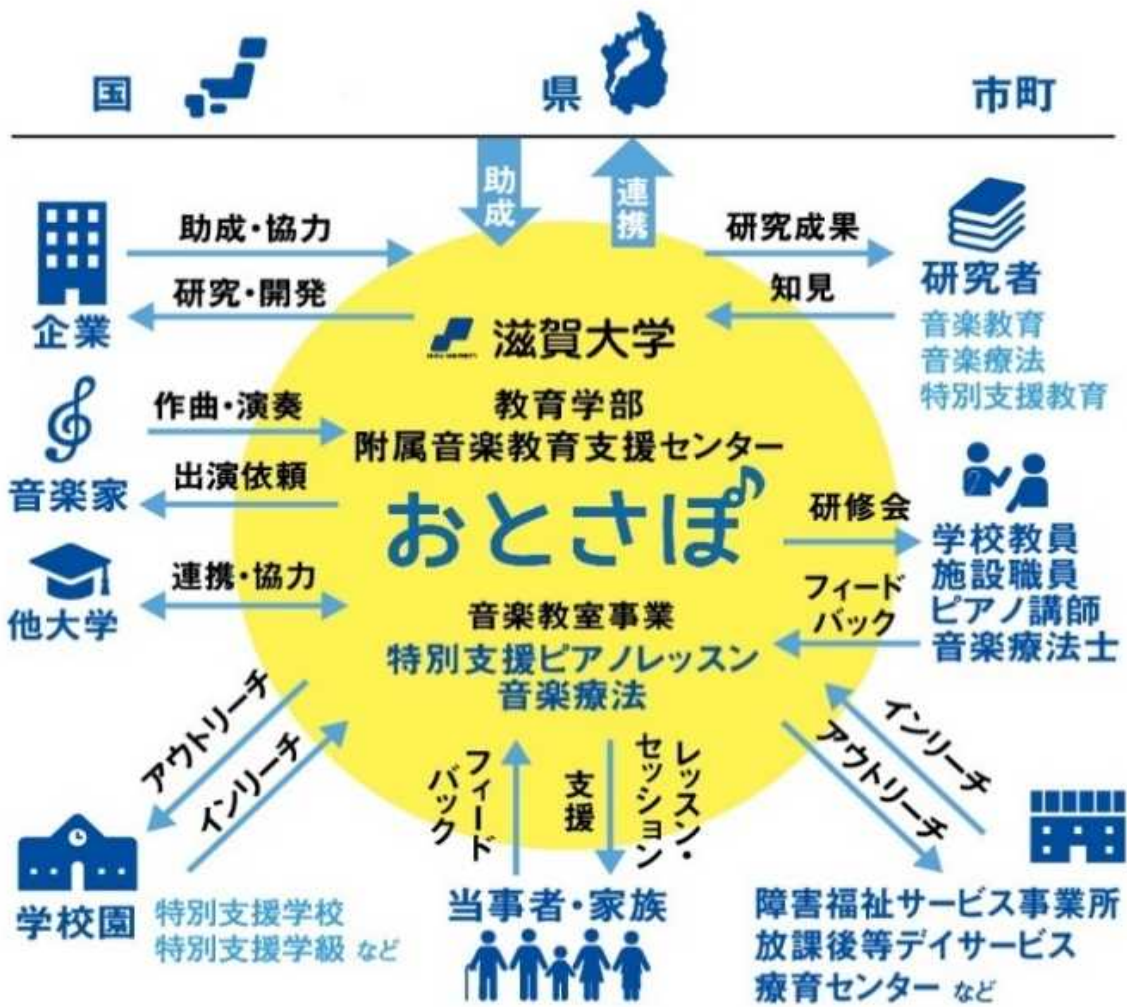 国
県
市町
助成
連携
助成・協力
研究・開発
企業
研究成果
知見
研究者
音楽教育
音楽療法
特別支援教育
滋賀大学
教育学部
附属音楽教育支援センター
おとさぽ
音楽教室事業
特別支援ピアノレッスン
音楽療法
作曲・演奏
出演依頼
音楽家
連携・協力
他大学
研修会
フィード
バック
学校教員
施設職員
ピアノ講師
音楽療法士
アウトリーチ
インリーチ
学校園
特別支援学校
特別支援学級 など
フィード
バック
支援
レッスン・
セッション
当事者・家族
インリーチ
アウトリーチ
障害福祉サービス事業所
放課後等デイサービス
療育センター など